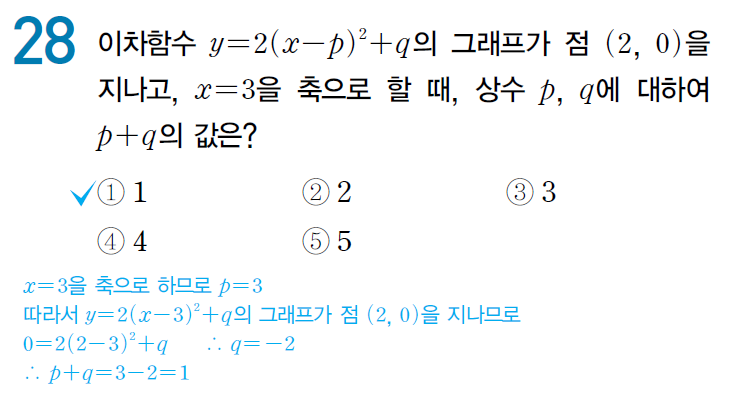 28 이차함수 y=2(x-p)²+q의 그래프가 점 (2, 0)을
지나고, x=3을 축으로 할 때, 상수 p, q에 대하여
p+q의 값은?
① 1 ② 2 ③ 3
④ 4 ⑤ 5
x=3을 축으로 하므로 p=3
따라서 y=2(x-3)²+q의 그래프가 점 (2, 0)을 지나므로
0=2(2-3)²+q ∴ q=-2
∴ p+q=3-2=1